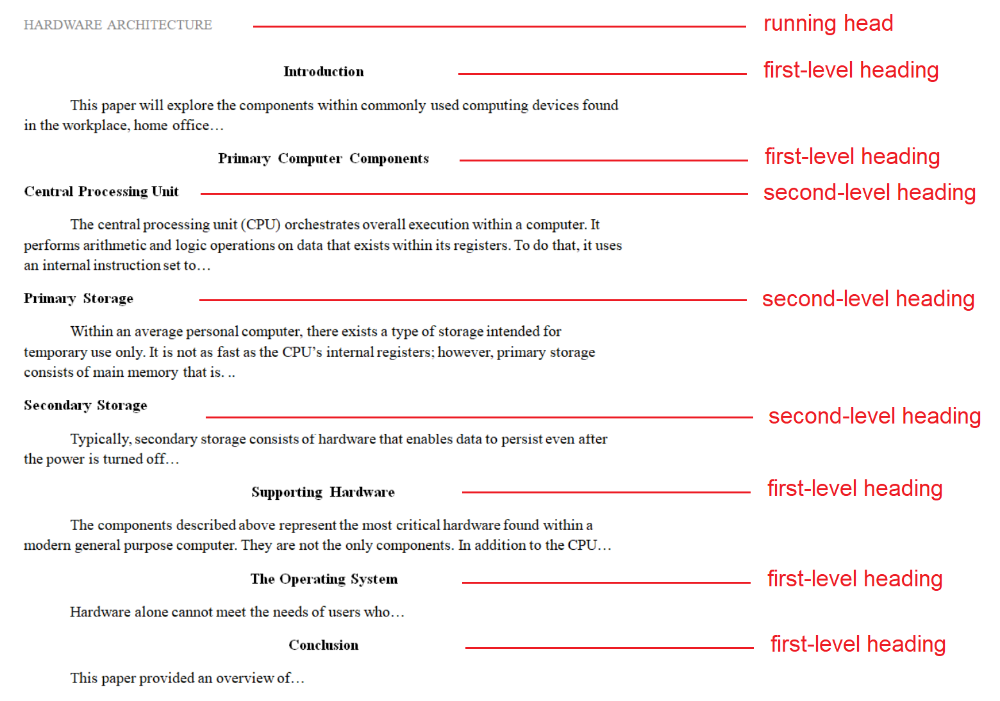 HARDWARE ARCHITECTURE running head
Introduction first-level heading
This paper will explore the components within commonly used computing devices found
in the workplace, home office…
Primary Computer Components first-level heading
Central Processing Unit second-level heading
The central processing unit (CPU) orchestrates overall execution within a computer. It
performs arithmetic and logic operations on data that exists within its registers. To do that, it uses
an internal instruction set to…
Primary Storage second-level heading
Within an average personal computer, there exists a type of storage intended for
temporary use only. It is not as fast as the CPU’s internal registers; however, primary storage
consists of main memory that is. ..
Secondary Storage second-level heading
Typically, secondary storage consists of hardware that enables data to persist even after
the power is turned off…
Supporting Hardware first-level heading
The components described above represent the most critical hardware found within a
modern general purpose computer. They are not the only components. In addition to the CPU…
The Operating System first-level heading
Hardware alone cannot meet the needs of users who…
Conclusion first-level heading
This paper provided an overview of…